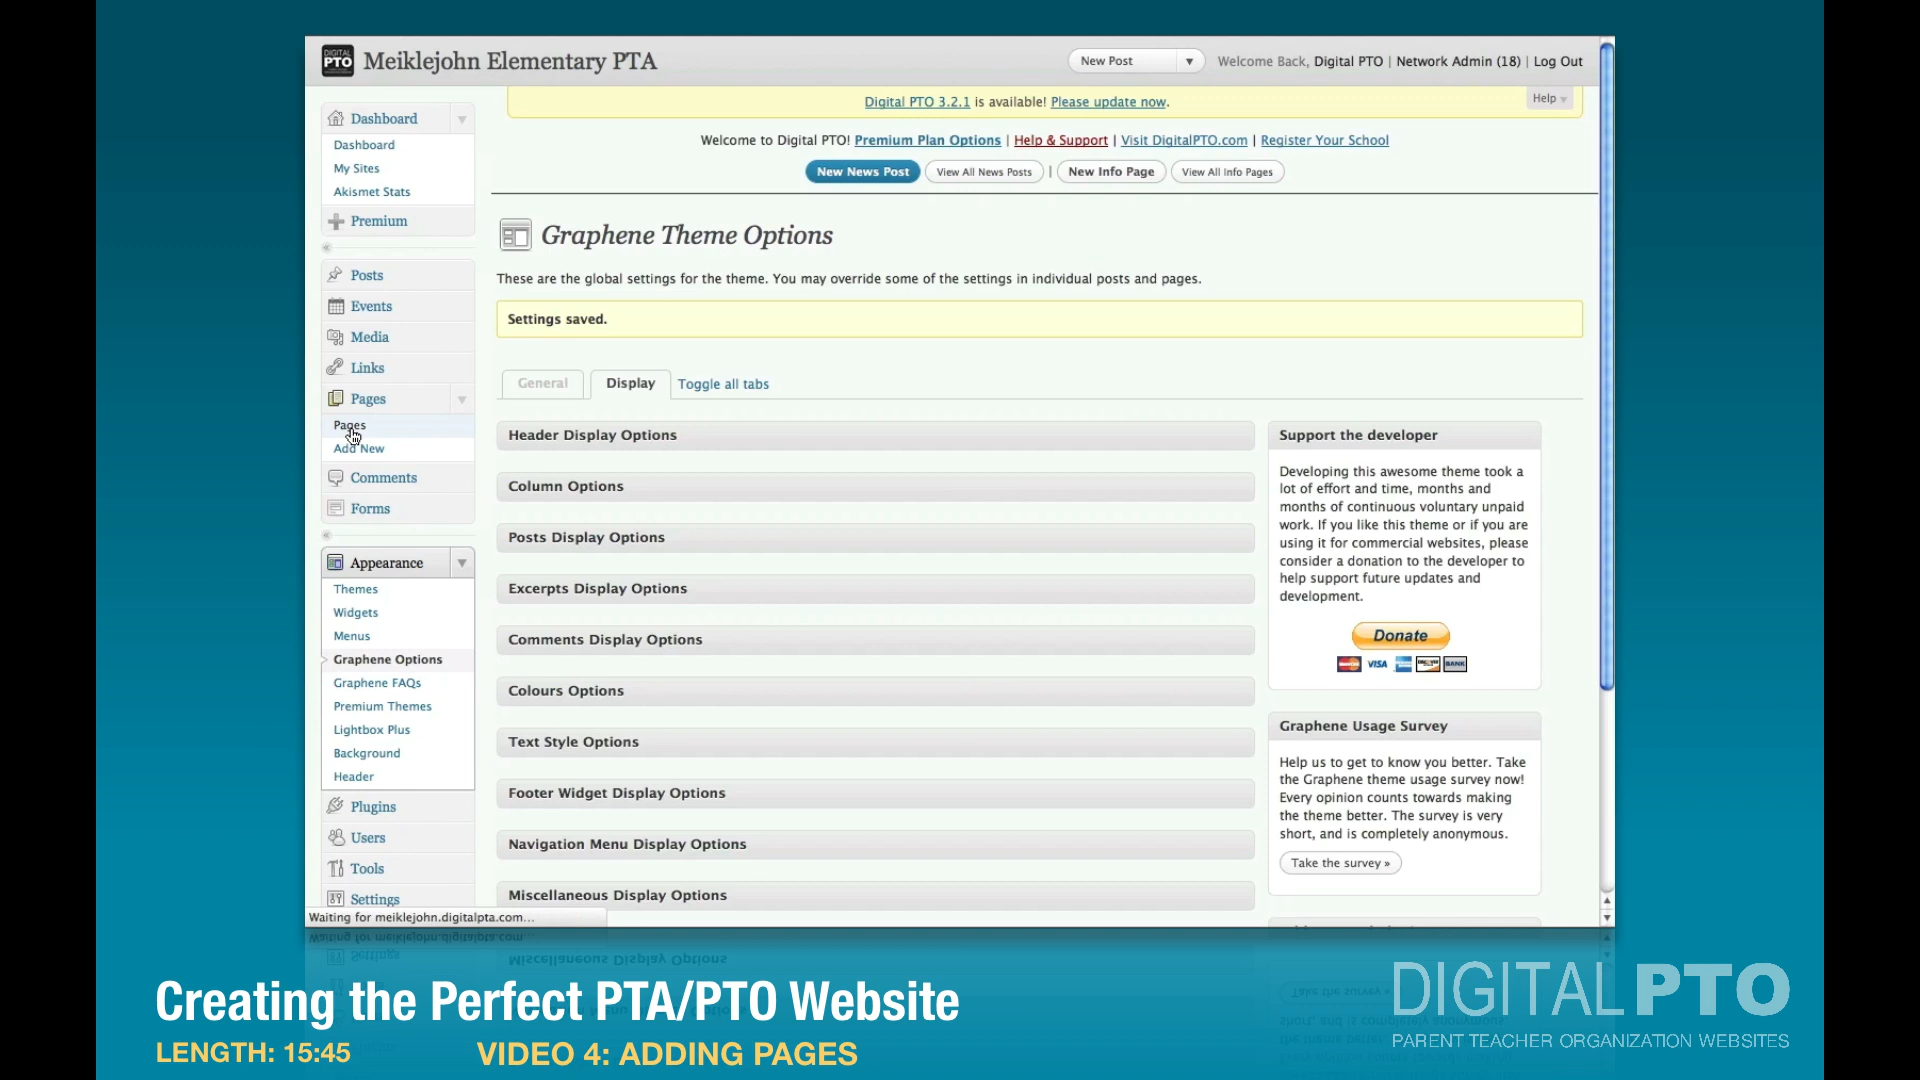 DIGITAL
PTO
Meiklejohn Elementary PTA
New Post
Welcome Back, Digital PTO | Network Admin (18) | Log Out
Digital PTO 3.2.1 is available! Please update now.
Help
Welcome to Digital PTO! Premium Plan Options | Help & Support | Visit DigitalPTO.com | Register Your School
New News Post
View All News Posts
|
New Info Page
View All Info Pages
Dashboard
Dashboard
My Sites
Akismet Stats
Premium
Posts
Events
Media
Links
Pages
Pages
Add New
Comments
Forms
Appearance
Themes
Widgets
Menus
Graphene Options
Graphene FAQs
Premium Themes
Lightbox Plus
Background
Header
Plugins
Users
Tools
Settings
Waiting for meiklejohn.digitalpta.com...
Graphene Theme Options
These are the global settings for the theme. You may override some of the settings in individual posts and pages.
Settings saved.
General
Display
Toggle all tabs
Header Display Options
Column Options
Posts Display Options
Excerpts Display Options
Comments Display Options
Colours Options
Text Style Options
Footer Widget Display Options
Navigation Menu Display Options
Miscellaneous Display Options
Support the developer
Developing this awesome theme took a
lot of effort and time, months and
months of continuous voluntary unpaid
work. If you like this theme or if you are
using it for commercial websites, please
consider a donation to the developer to
help support future updates and
development.
Donate
VISA
BANK
Graphene Usage Survey
Help us to get to know you better. Take
the Graphene theme usage survey now!
Every opinion counts towards making
the theme better. The survey is very
short, and is completely anonymous.
Take the survey »
Creating the Perfect PTA/PTO Website
LENGTH: 15:45
VIDEO 4: ADDING PAGES
DIGITALPTO
PARENT TEACHER ORGANIZATION WEBSITES